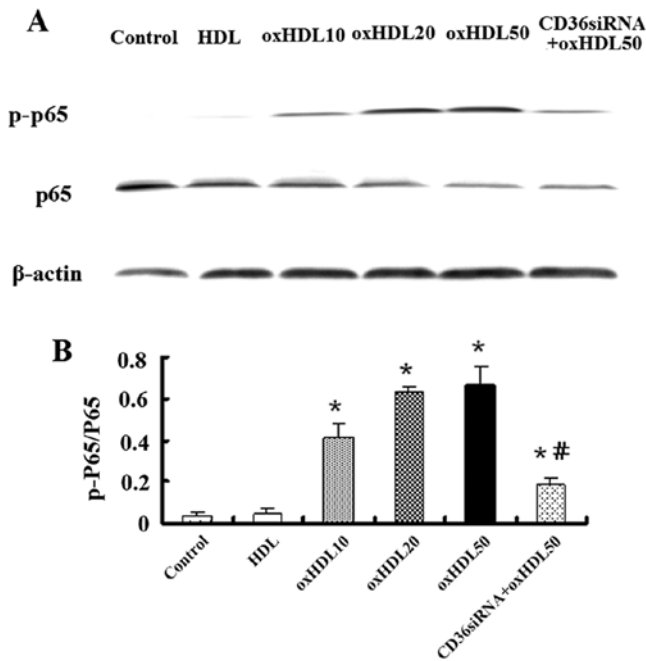 A
Control HDL oxHDL10 oxHDL20 oxHDL50 CD36siRNA
+oxHDL50
p-p65
p65
β-actin
B
p-P65/P65
0.8
0.6
0.4
0.2
0
*
*
*
* #
Control
HDL
oxHDL10
oxHDL20
oxHDL50
CD36siRNA+oxHDL50